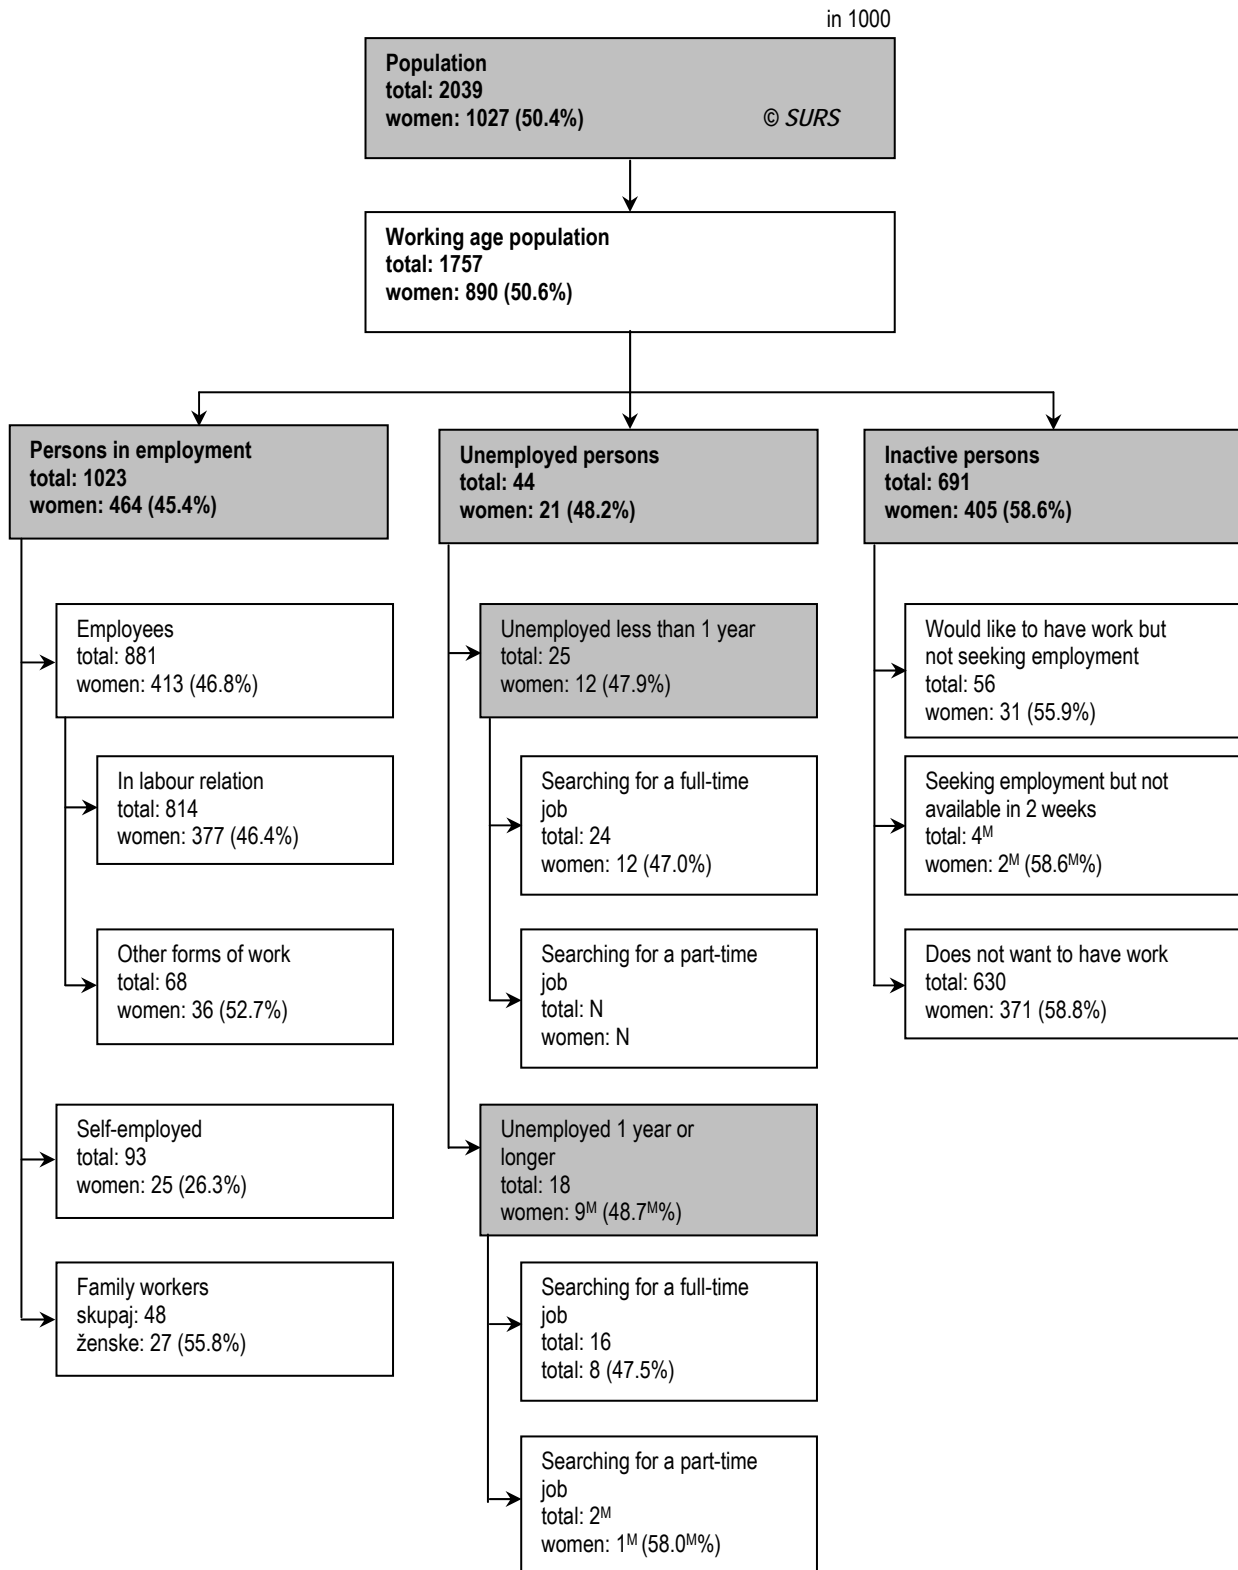 in 1000
Population
total: 2039
women: 1027 (50.4%)
© SURS
Working age population
total: 1757
women: 890 (50.6%)
Persons in employment
total: 1023
women: 464 (45.4%)
Employees
total: 881
women: 413 (46.8%)
In labour relation
total: 814
women: 377 (46.4%)
Other forms of work
total: 68
women: 36 (52.7%)
Self-employed
total: 93
women: 25 (26.3%)
Family workers
skupaj: 48
ženske: 27 (55.8%)
Unemployed persons
total: 44
women: 21 (48.2%)
Unemployed less than 1 year
total: 25
women: 12 (47.9%)
Searching for a full-time
job
total: 24
women: 12 (47.0%)
Searching for a part-time
job
total: N
women: N
Unemployed 1 year or
longer
total: 18
women: 9ᴹ (48.7ᴹ%)
Searching for a full-time
job
total: 16
total: 8 (47.5%)
Searching for a part-time
job
total: 2ᴹ
women: 1ᴹ (58.0ᴹ%)
Inactive persons
total: 691
women: 405 (58.6%)
Would like to have work but
not seeking employment
total: 56
women: 31 (55.9%)
Seeking employment but not
available in 2 weeks
total: 4ᴹ
women: 2ᴹ (58.6ᴹ%)
Does not want to have work
total: 630
women: 371 (58.8%)